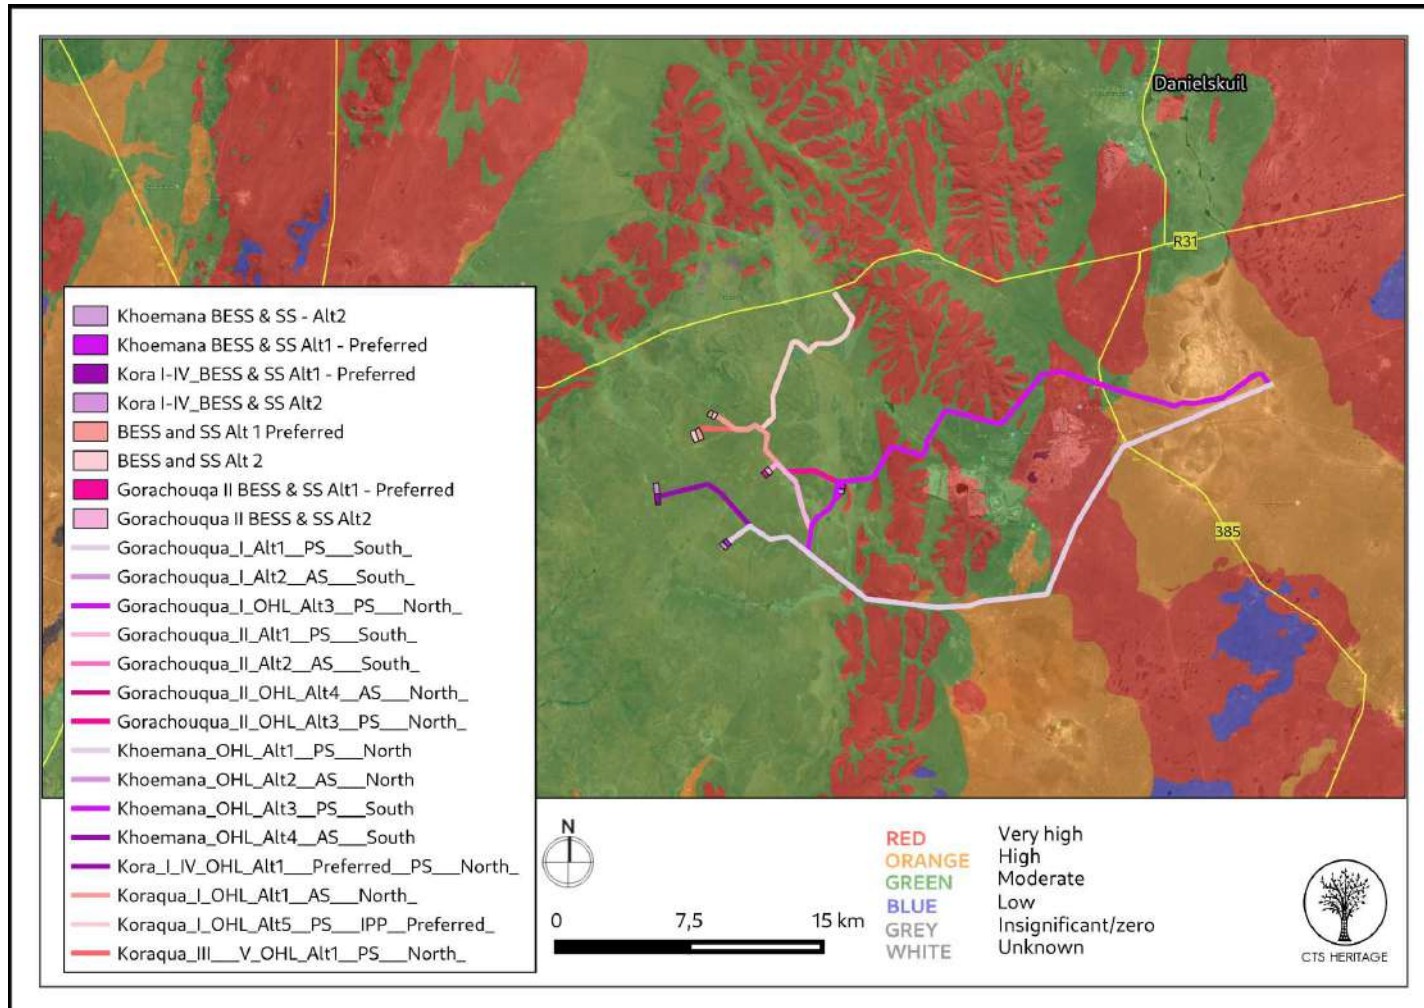 Danielskuil
R31
385
Khoemana BESS & SS - Alt2
Khoemana BESS & SS Alt1 - Preferred
Kora I-IV_BESS & SS Alt1 - Preferred
Kora I-IV_BESS & SS Alt2
BESS and SS Alt 1 Preferred
BESS and SS Alt 2
Gorachouqa II BESS & SS Alt1 - Preferred
Gorachouqua II BESS & SS Alt2
Gorachouqua_I_Alt1__PS___South_
Gorachouqua_I_Alt2__AS___South_
Gorachouqua_I_OHL_Alt3__PS___North_
Gorachouqua_II_Alt1__PS___South_
Gorachouqua_II_Alt2__AS___South_
Gorachouqua_II_OHL_Alt4__AS___North_
Gorachouqua_II_OHL_Alt3__PS___North_
Khoemana_OHL_Alt1__PS___North
Khoemana_OHL_Alt2__AS___North
Khoemana_OHL_Alt3__PS___South
Khoemana_OHL_Alt4__AS___South
Kora_I_IV_OHL_Alt1___Preferred__PS___North_
Koraqua_I_OHL_Alt1__AS___North_
Koraqua_I_OHL_Alt5__PS___IPP__Preferred_
Koraqua_III___V_OHL_Alt1__PS___North_
N
0 7,5 15 km
RED Very high
ORANGE High
GREEN Moderate
BLUE Low
GREY Insignificant/zero
WHITE Unknown
CTS HERITAGE